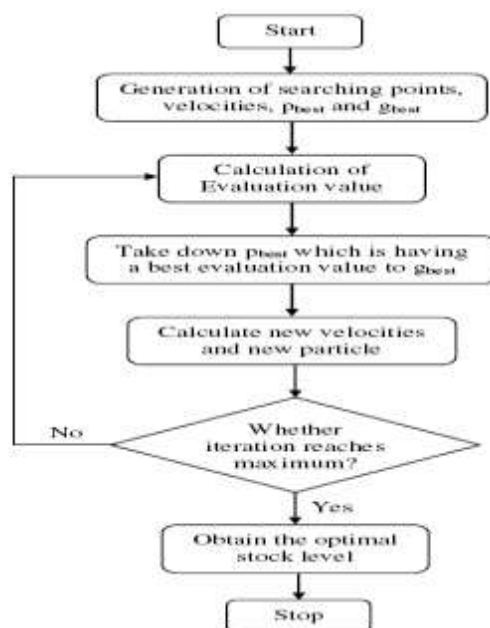 Start
Generation of searching points,
velocities, pbest and gbest
Calculation of
Evaluation value
Take down pbest which is having
a best evaluation value to gbest
Calculate new velocities
and new particle
Whether
iteration reaches
maximum?
No
Yes
Obtain the optimal
stock level
Stop